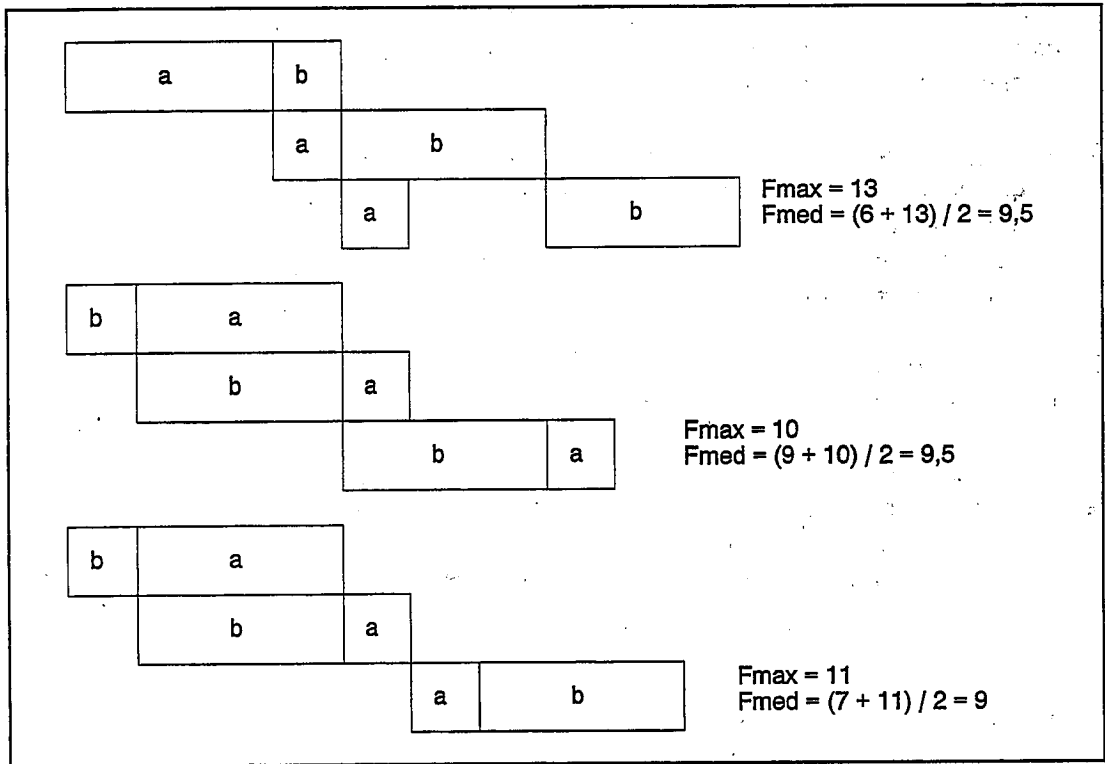 a b
a b
a b
Fmax = 13
Fmed = (6 + 13) / 2 = 9,5
b a
b a
b a
Fmax = 10
Fmed = (9 + 10) / 2 = 9,5
b a
b a
a b
Fmax = 11
Fmed = (7 + 11) / 2 = 9